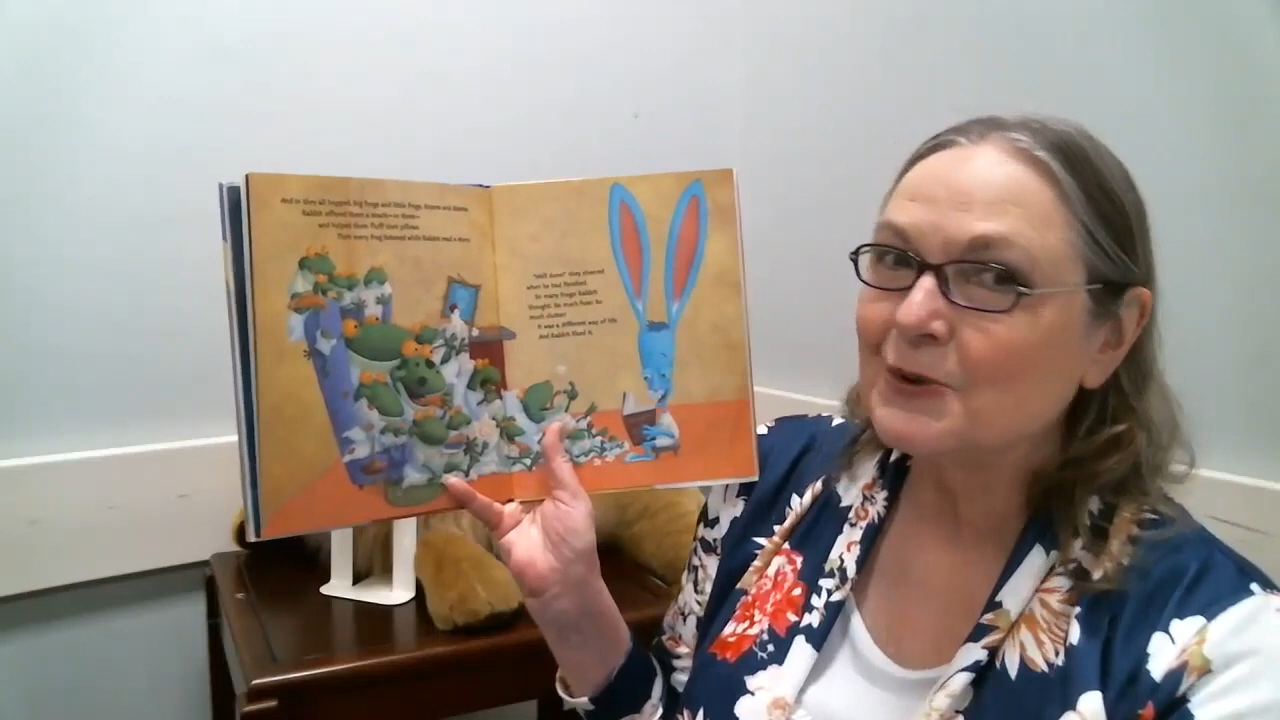 And in they all hopped, big frogs and little frogs,
Rabbit offered them a snack—or three—
and helped them fluff their pillows.
Then every frog listened while Rabbit read a story.
"Well done!" they cheered
when he had finished.
So many frogs! Rabbit
thought. So much fuss! So
much clutter!
It was a different way of life.
And Rabbit liked it.